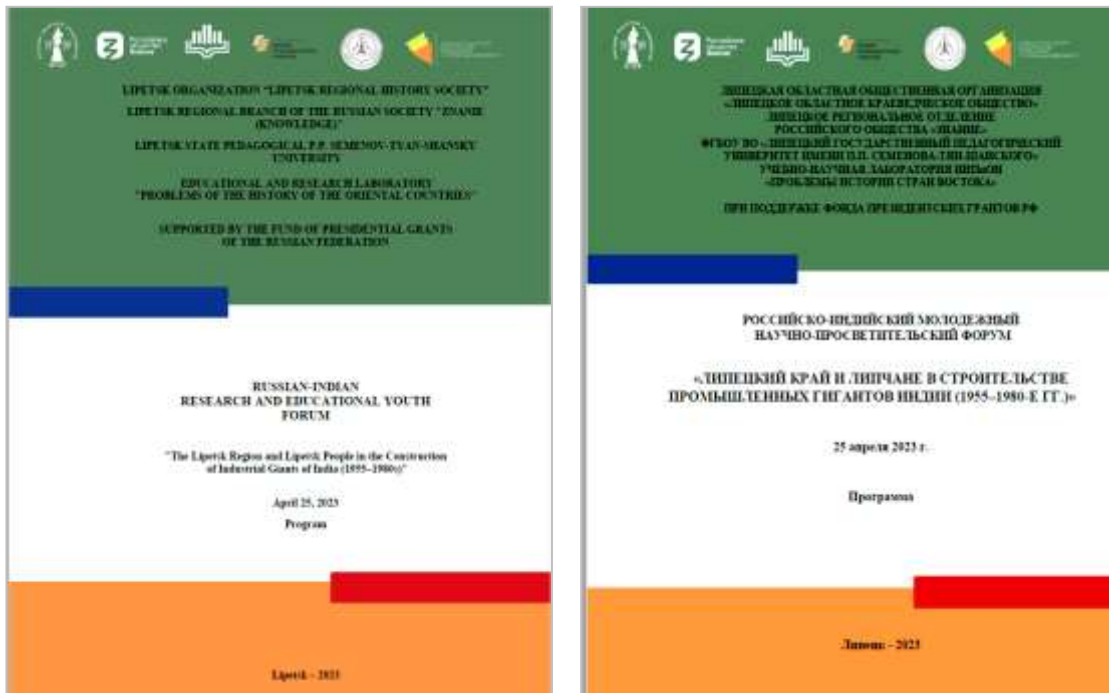 LIPETSK ORGANIZATION "LIPETSK REGIONAL HISTORY SOCIETY"
LIPETSK REGIONAL BRANCH OF THE RUSSIAN SOCIETY "ZNANIE
(KNOWLEDGE)"
LIPETSK STATE PEDAGOGICAL P.P. SEMENOV-TYAN-SHANSKY
UNIVERSITY
EDUCATIONAL AND RESEARCH LABORATORY
"PROBLEMS OF THE HISTORY OF THE ORIENTAL COUNTRIES"
SUPPORTED BY THE FUND OF PRESIDENTIAL GRANTS
OF THE RUSSIAN FEDERATION
RUSSIAN-INDIAN
RESEARCH AND EDUCATIONAL YOUTH
FORUM
"The Lipetsk Region and Lipetsk People in the Construction
of Industrial Giants of India (1955–1980s)"
April 25, 2023
Program
Lipetsk – 2023
Российское
общество
Знание
ЛИПЕЦКАЯ ОБЛАСТНАЯ ОБЩЕСТВЕННАЯ ОРГАНИЗАЦИЯ
«ЛИПЕЦКОЕ ОБЛАСТНОЕ КРАЕВЕДЧЕСКОЕ ОБЩЕСТВО»
ЛИПЕЦКОЕ РЕГИОНАЛЬНОЕ ОТДЕЛЕНИЕ
РОССИЙСКОГО ОБЩЕСТВА «ЗНАНИЕ»
ФГБОУ ВО «ЛИПЕЦКИЙ ГОСУДАРСТВЕННЫЙ ПЕДАГОГИЧЕСКИЙ
УНИВЕРСИТЕТ ИМЕНИ П.П. СЕМЕНОВА-ТЯН-ШАНСКОГО»
УЧЕБНО-НАУЧНАЯ ЛАБОРАТОРИЯ
«ПРОБЛЕМЫ ИСТОРИИ СТРАН ВОСТОКА»
ПРИ ПОДДЕРЖКЕ ФОНДА ПРЕЗИДЕНТСКИХ ГРАНТОВ РФ
РОССИЙСКО-ИНДИЙСКИЙ МОЛОДЕЖНЫЙ
НАУЧНО-ПРОСВЕТИТЕЛЬСКИЙ ФОРУМ
«ЛИПЕЦКИЙ КРАЙ И ЛИПЧАНЕ В СТРОИТЕЛЬСТВЕ
ПРОМЫШЛЕННЫХ ГИГАНТОВ ИНДИИ (1955–1980-Е ГГ.)»
25 апреля 2023 г.
Программа
Липецк – 2023